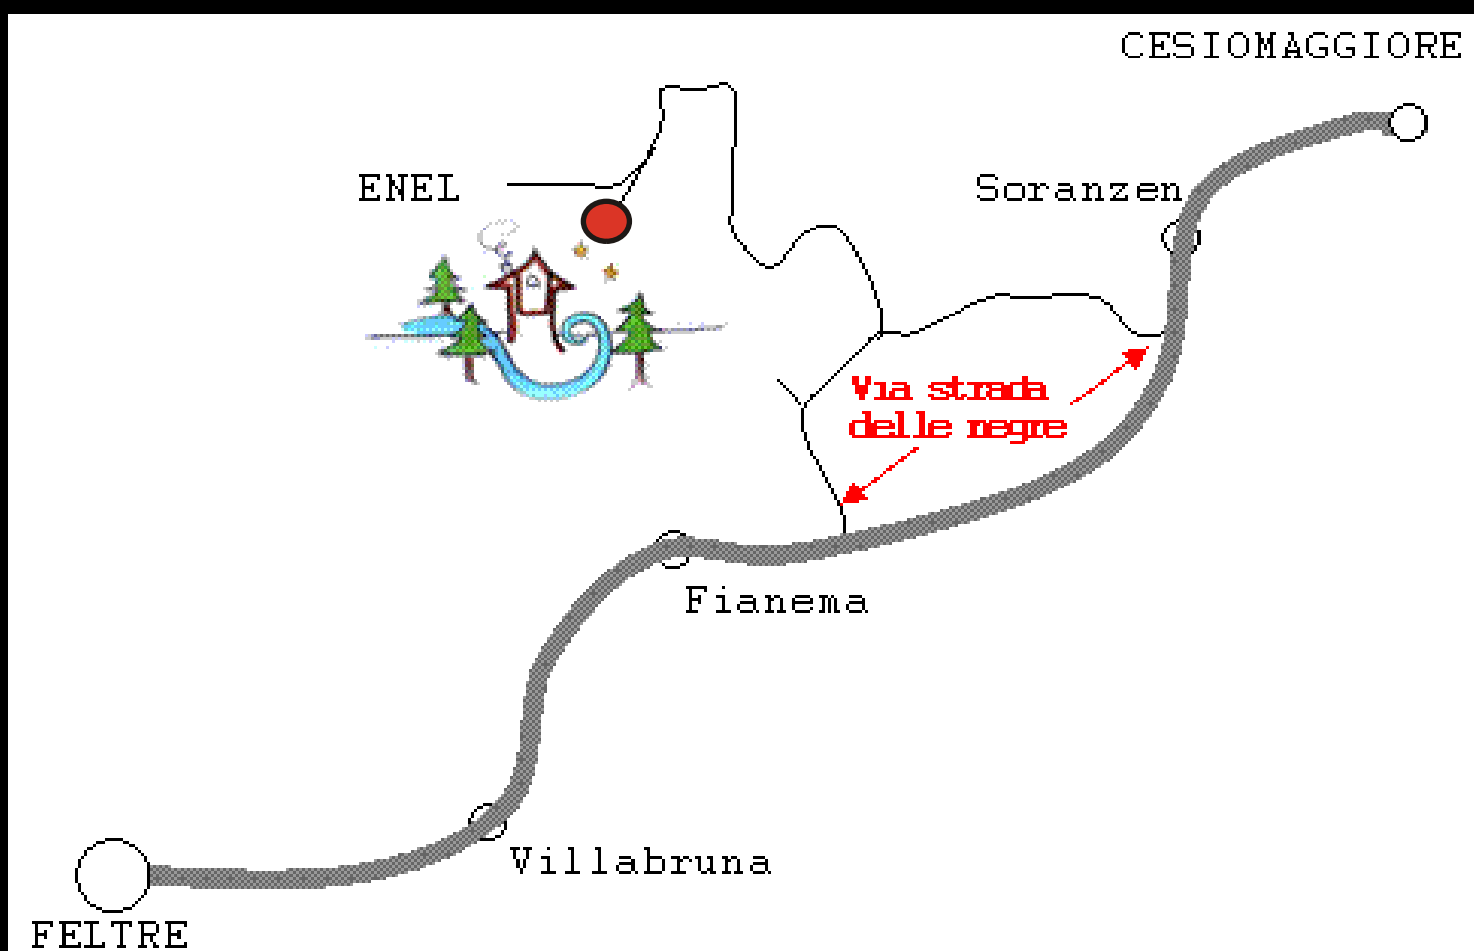 CESIOMAGGIORE
ENEL
Soranzen
Via strada
delle negre
Fianema
Villabruna
FELTRE